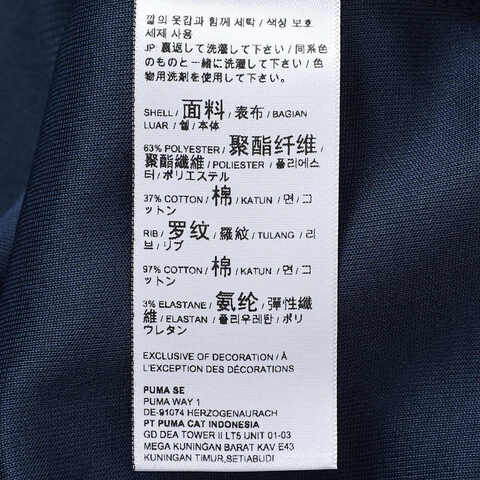 깔의 옷감과 함께 세탁 / 색상 보호
세제 사용
JP: 裏返して洗濯して下さい / 同系色
のものと一緒に洗濯して下さい / 色
物用洗剤を使用して下さい.
SHELL / 面料 / 表布 / BAGIAN
LUAR / 쉘 / 本体
63% POLYESTER / 聚酯纤维 /
聚酯纖維 / POLIESTER / 폴리에스
터 / ポリエステル
37% COTTON / 棉 / KATUN / 면 / コ
ットン
RIB / 罗纹 / 羅紋 / TULANG / 리
브 / リブ
97% COTTON / 棉 / KATUN / 면 / コ
ットン
3% ELASTANE / 氨纶 / 彈性纖
維 / ELASTAN / 폴리우레탄 / ポリ
ウレタン
EXCLUSIVE OF DECORATION / À
L'EXCEPTION DES DÉCORATIONS
PUMA SE
PUMA WAY 1
DE-91074 HERZOGENAURACH
PT PUMA CAT INDONESIA
GD DEA TOWER II LT5 UNIT 01-03
MEGA KUNINGAN BARAT KAV E43
KUNINGAN TIMUR,SETIABUDI